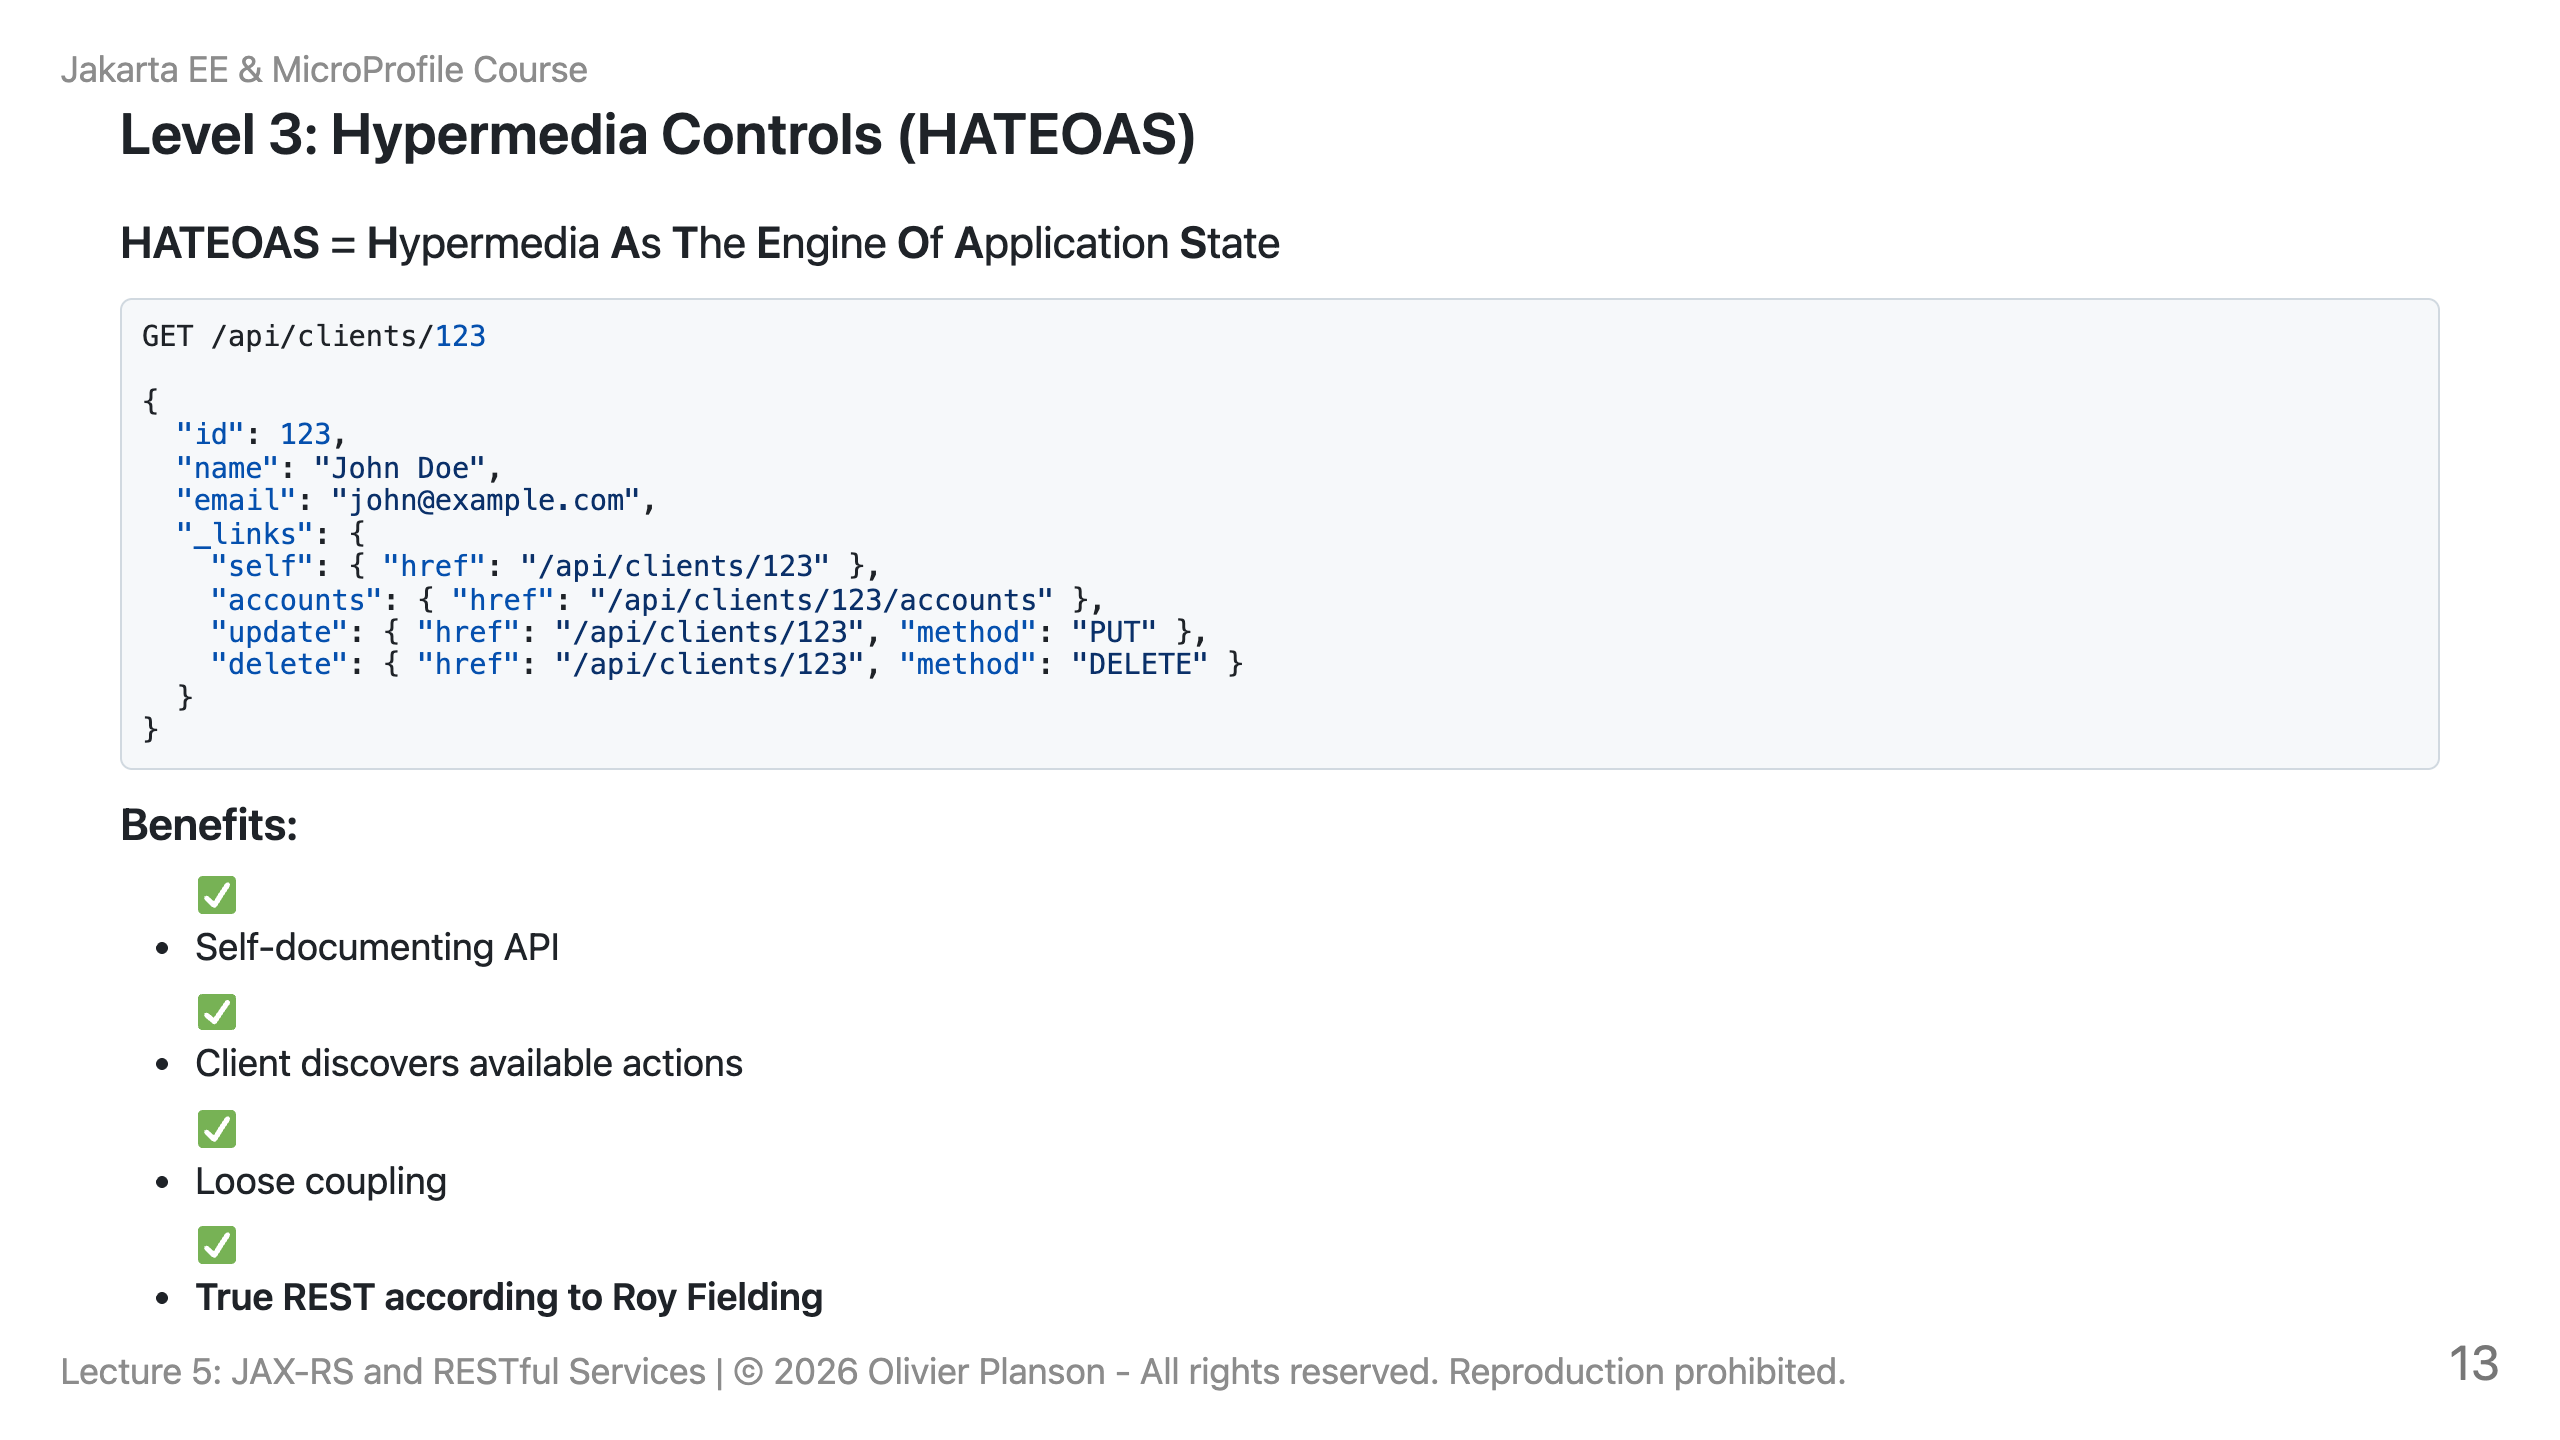 Jakarta EE & MicroProfile Course
Level 3: Hypermedia Controls (HATEOAS)
HATEOAS = Hypermedia As The Engine Of Application State
GET /api/clients/123
{
  "id": 123,
  "name": "John Doe",
  "email": "john@example.com",
  "_links": {
    "self": { "href": "/api/clients/123" },
    "accounts": { "href": "/api/clients/123/accounts" },
    "update": { "href": "/api/clients/123", "method": "PUT" },
    "delete": { "href": "/api/clients/123", "method": "DELETE" }
  }
}
Benefits:
✅
• Self-documenting API
✅
• Client discovers available actions
✅
• Loose coupling
✅
• True REST according to Roy Fielding
Lecture 5: JAX-RS and RESTful Services | © 2026 Olivier Planson - All rights reserved. Reproduction prohibited.
13